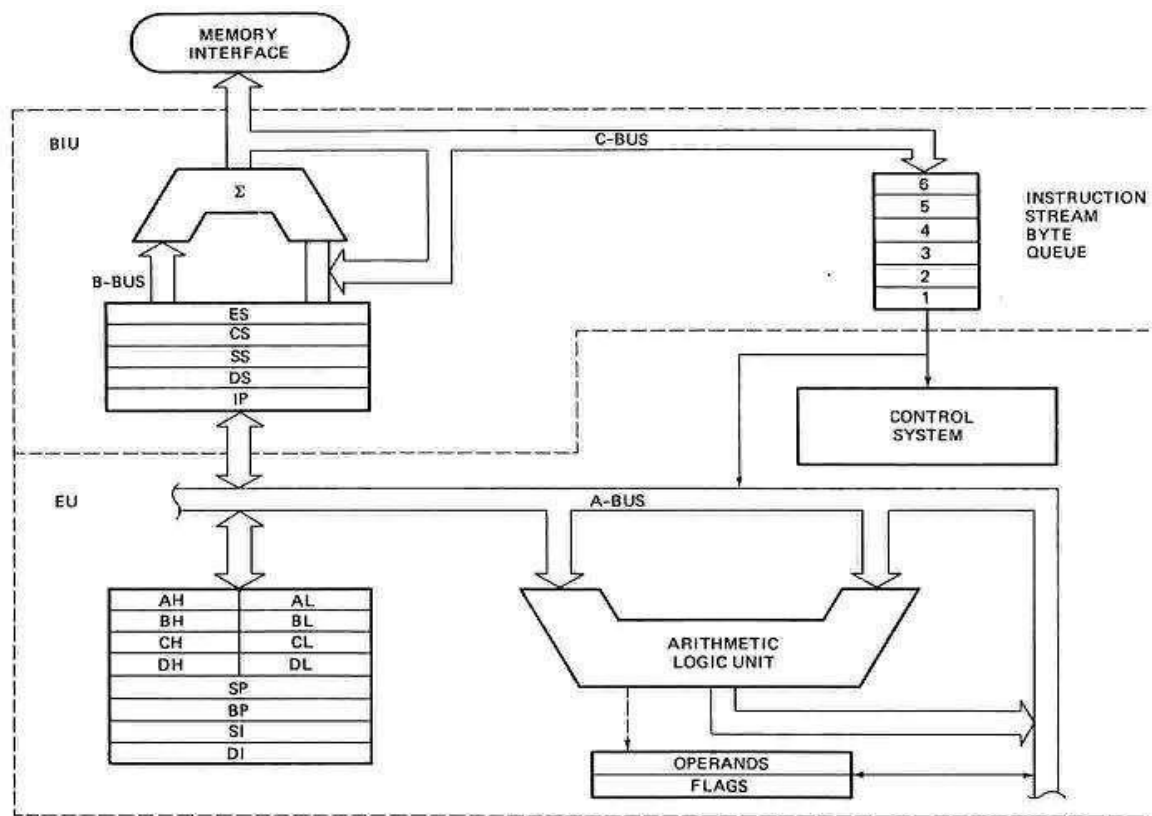 MEMORY
INTERFACE
BIU
C-BUS
Σ
B-BUS
6
5
4
3
2
1
INSTRUCTION
STREAM
BYTE
QUEUE
ES
CS
SS
DS
IP
CONTROL
SYSTEM
EU
A-BUS
AH AL
BH BL
CH CL
DH DL
SP
BP
SI
DI
ARITHMETIC
LOGIC UNIT
OPERANDS
FLAGS